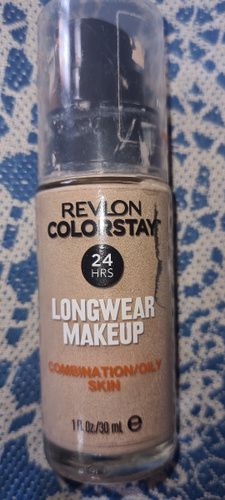 REVLON
COLORSTAY
24
HRS
LONGWEAR
MAKEUP
COMBINATION/OILY
SKIN
1 fl.oz/30 mL ℮